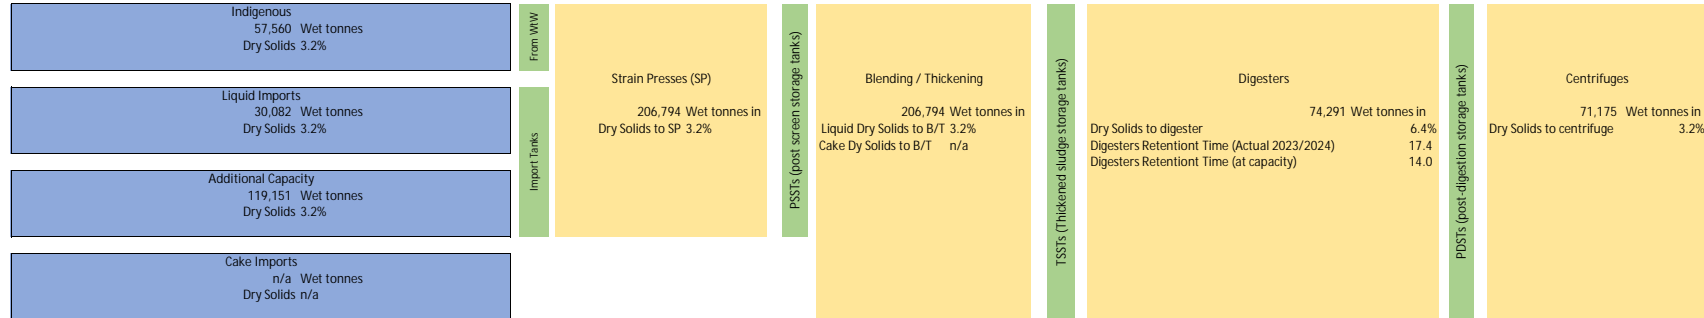 Indigenous
57,560 Wet tonnes
Dry Solids 3.2%
Liquid Imports
30,082 Wet tonnes
Dry Solids 3.2%
Additional Capacity
119,151 Wet tonnes
Dry Solids 3.2%
Cake Imports
n/a Wet tonnes
Dry Solids n/a
From WtW
Import Tanks
Strain Presses (SP)
206,794 Wet tonnes in
Dry Solids to SP 3.2%
PSSTs (post screen storage tanks)
Blending / Thickening
206,794 Wet tonnes in
Liquid Dry Solids to B/T 3.2%
Cake Dy Solids to B/T n/a
TSSTs (Thickened sludge storage tanks)
Digesters
74,291 Wet tonnes in
Dry Solids to digester 6.4%
Digesters Retentiont Time (Actual 2023/2024) 17.4
Digesters Retentiont Time (at capacity) 14.0
PDSTs (post-digestion storage tanks)
Centrifuges
71,175 Wet tonnes in
Dry Solids to centrifuge 3.2%